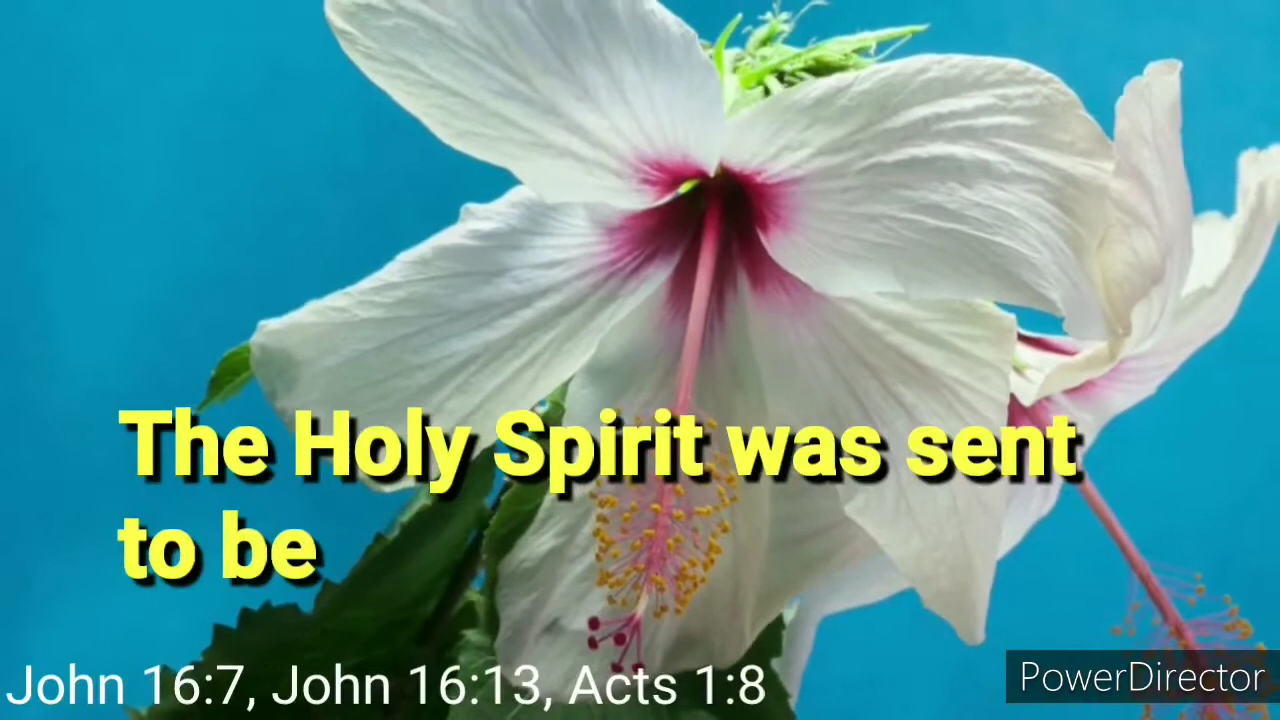 The Holy Spirit was sent
to be
John 16:7, John 16:13, Acts 1:8
PowerDirector